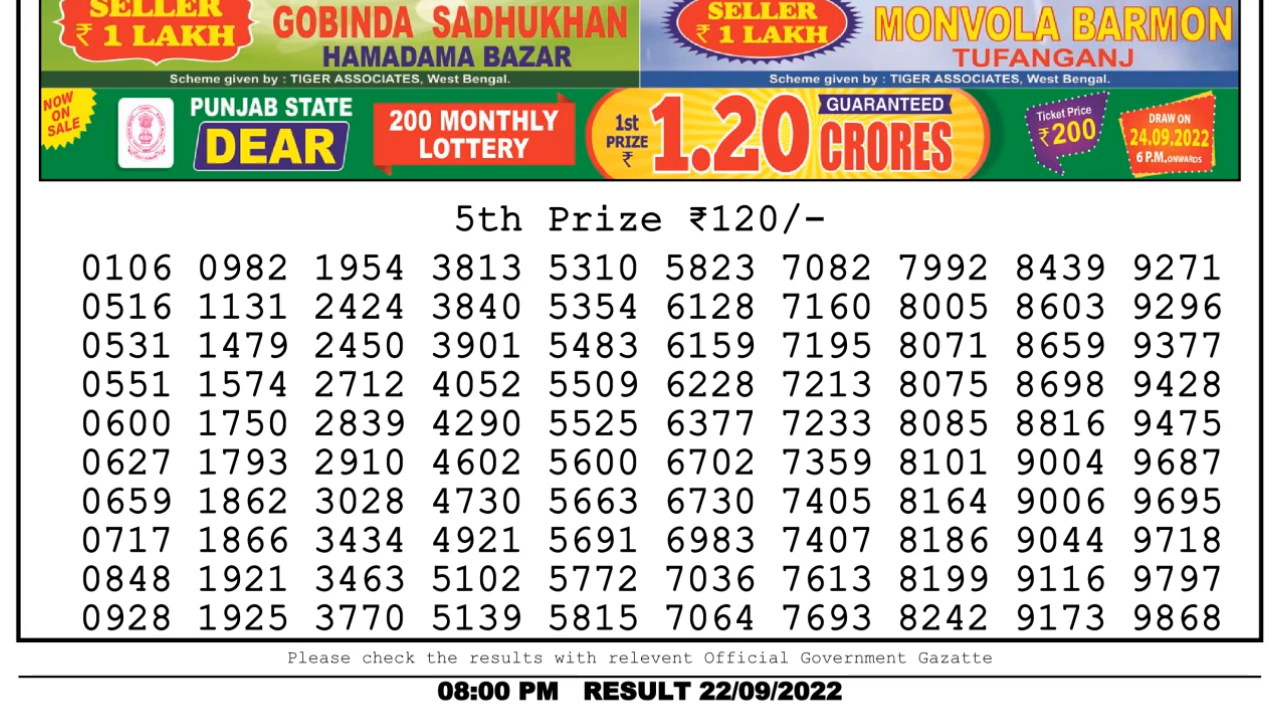 SELLER
₹ 1 LAKH
GOBINDA SADHUKHAN
HAMADAMA BAZAR
Scheme given by : TIGER ASSOCIATES, West Bengal.
SELLER
₹ 1 LAKH
MONVOLA BARMON
TUFANGANJ
Scheme given by : TIGER ASSOCIATES, West Bengal.
NOW
ON
SALE
PUNJAB STATE
DEAR
200 MONTHLY
LOTTERY
1st
PRIZE
₹
1.20
GUARANTEED
CRORES
Ticket Price
₹200
DRAW ON
24.09.2022
6 P.M. ONWARDS
5th Prize ₹120/-
0106 0982 1954 3813 5310 5823 7082 7992 8439 9271
0516 1131 2424 3840 5354 6128 7160 8005 8603 9296
0531 1479 2450 3901 5483 6159 7195 8071 8659 9377
0551 1574 2712 4052 5509 6228 7213 8075 8698 9428
0600 1750 2839 4290 5525 6377 7233 8085 8816 9475
0627 1793 2910 4602 5600 6702 7359 8101 9004 9687
0659 1862 3028 4730 5663 6730 7405 8164 9006 9695
0717 1866 3434 4921 5691 6983 7407 8186 9044 9718
0848 1921 3463 5102 5772 7036 7613 8199 9116 9797
0928 1925 3770 5139 5815 7064 7693 8242 9173 9868
Please check the results with relevent Official Government Gazatte
08:00 PM RESULT 22/09/2022